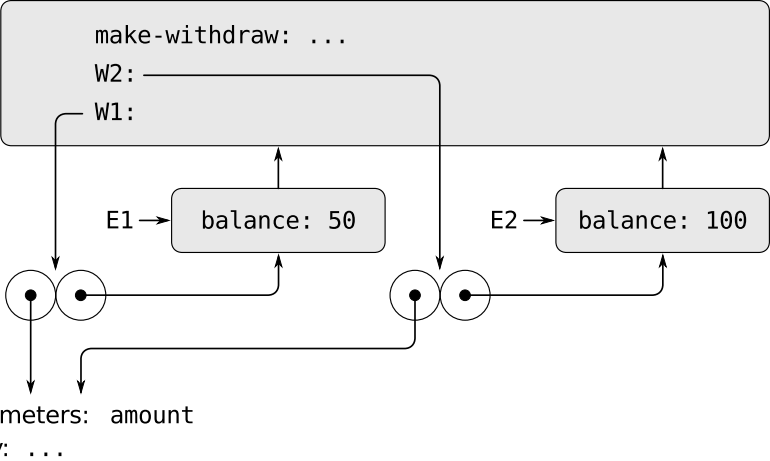 make-withdraw: ...
W2:
W1:
E1 balance: 50 E2 balance: 100
meters: amount
...